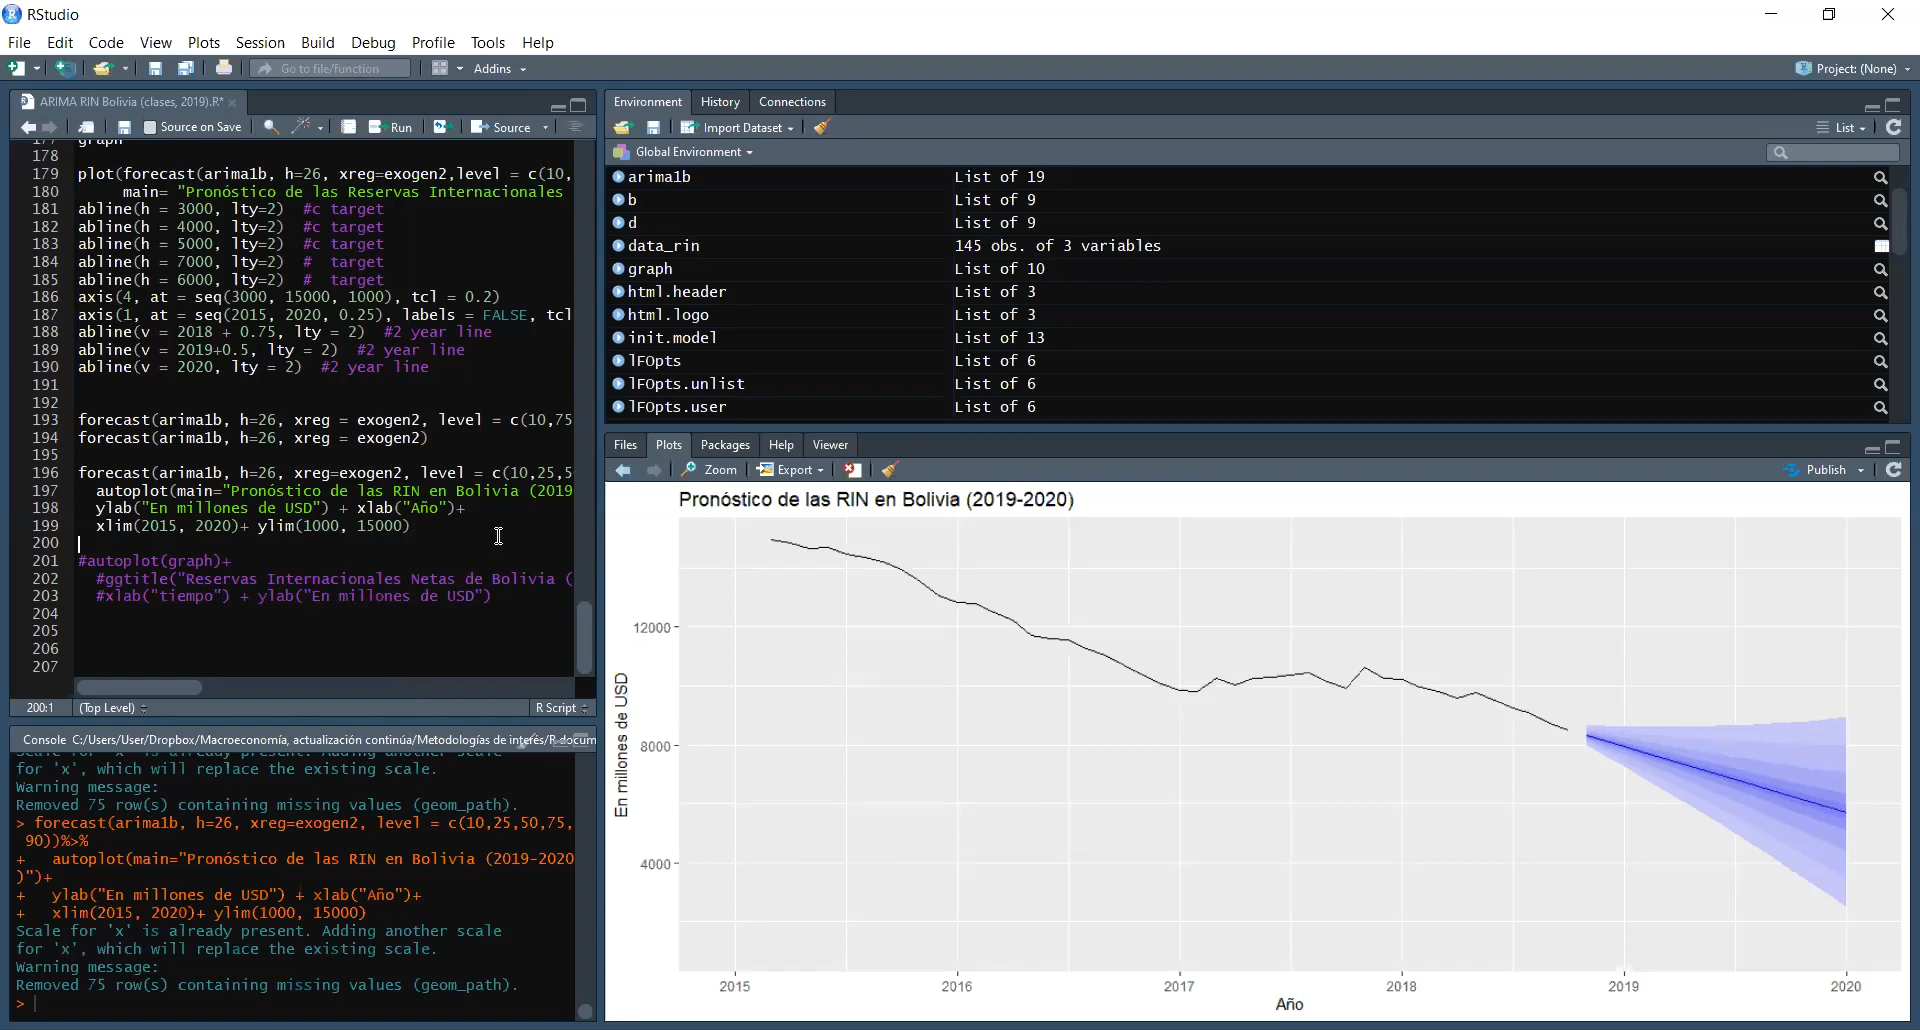 RStudio
File Edit Code View Plots Session Build Debug Profile Tools Help
Go to file/function Addins Project: (None)
ARIMA RIN Bolivia (clases, 2019).R*
Source on Save Run Source
177 graph
178
179 plot(forecast(arima1b, h=26, xreg=exogen2,level = c(10,
180 main= "Pronóstico de las Reservas Internacionales
181 abline(h = 3000, lty=2) #c target
182 abline(h = 4000, lty=2) #c target
183 abline(h = 5000, lty=2) #c target
184 abline(h = 7000, lty=2) # target
185 abline(h = 6000, lty=2) # target
186 axis(4, at = seq(3000, 15000, 1000), tcl = 0.2)
187 axis(1, at = seq(2015, 2020, 0.25), labels = FALSE, tcl
188 abline(v = 2018 + 0.75, lty = 2) #2 year line
189 abline(v = 2019+0.5, lty = 2) #2 year line
190 abline(v = 2020, lty = 2) #2 year line
191
192
193 forecast(arima1b, h=26, xreg = exogen2, level = c(10,75
194 forecast(arima1b, h=26, xreg = exogen2)
195
196 forecast(arima1b, h=26, xreg=exogen2, level = c(10,25,5
197 autoplot(main="Pronóstico de las RIN en Bolivia (2019
198 ylab("En millones de USD") + xlab("Año")+
199 xlim(2015, 2020)+ ylim(1000, 15000)
200
201 #autoplot(graph)+
202 #ggtitle("Reservas Internacionales Netas de Bolivia (
203 #xlab("tiempo") + ylab("En millones de USD")
204
205
206
207
200:1 (Top Level) R Script
Console C:/Users/User/Dropbox/Macroeconomía, actualización continúa/Metodologías de interés/R docum
Scale for 'x' is already present. Adding another scale
for 'x', which will replace the existing scale.
Warning message:
Removed 75 row(s) containing missing values (geom_path).
> forecast(arima1b, h=26, xreg=exogen2, level = c(10,25,50,75,
90))%>%
+ autoplot(main="Pronóstico de las RIN en Bolivia (2019-2020
)")+
+ ylab("En millones de USD") + xlab("Año")+
+ xlim(2015, 2020)+ ylim(1000, 15000)
Scale for 'x' is already present. Adding another scale
for 'x', which will replace the existing scale.
Warning message:
Removed 75 row(s) containing missing values (geom_path).
>
Environment History Connections
Import Dataset List
Global Environment
arima1b List of 19
b List of 9
d List of 9
data_rin 145 obs. of 3 variables
graph List of 10
html.header List of 3
html.logo List of 3
init.model List of 13
lFOpts List of 6
lFOpts.unlist List of 6
lFOpts.user List of 6
Files Plots Packages Help Viewer
Zoom Export Publish
Pronóstico de las RIN en Bolivia (2019-2020)
12000
8000
4000
En millones de USD
2015 2016 2017 2018 2019 2020
Año